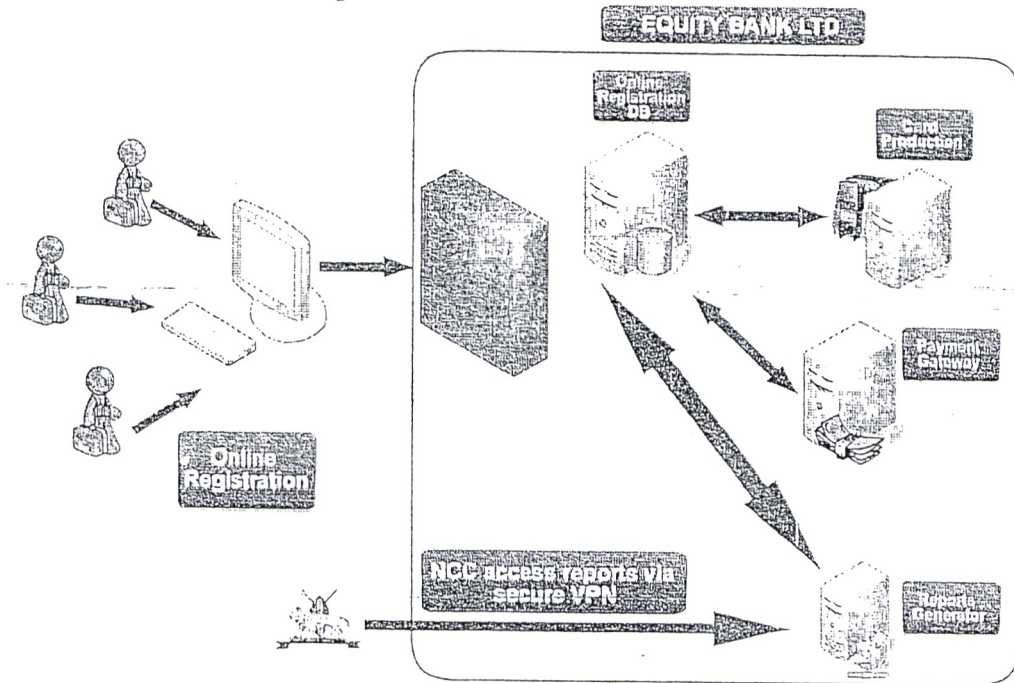 EQUITY BANK LTD
Online
Registration
DB
Card
Production
Payment
Gateway
Online
Registration
NCC access reports via
secure VPN
Reports
Generator